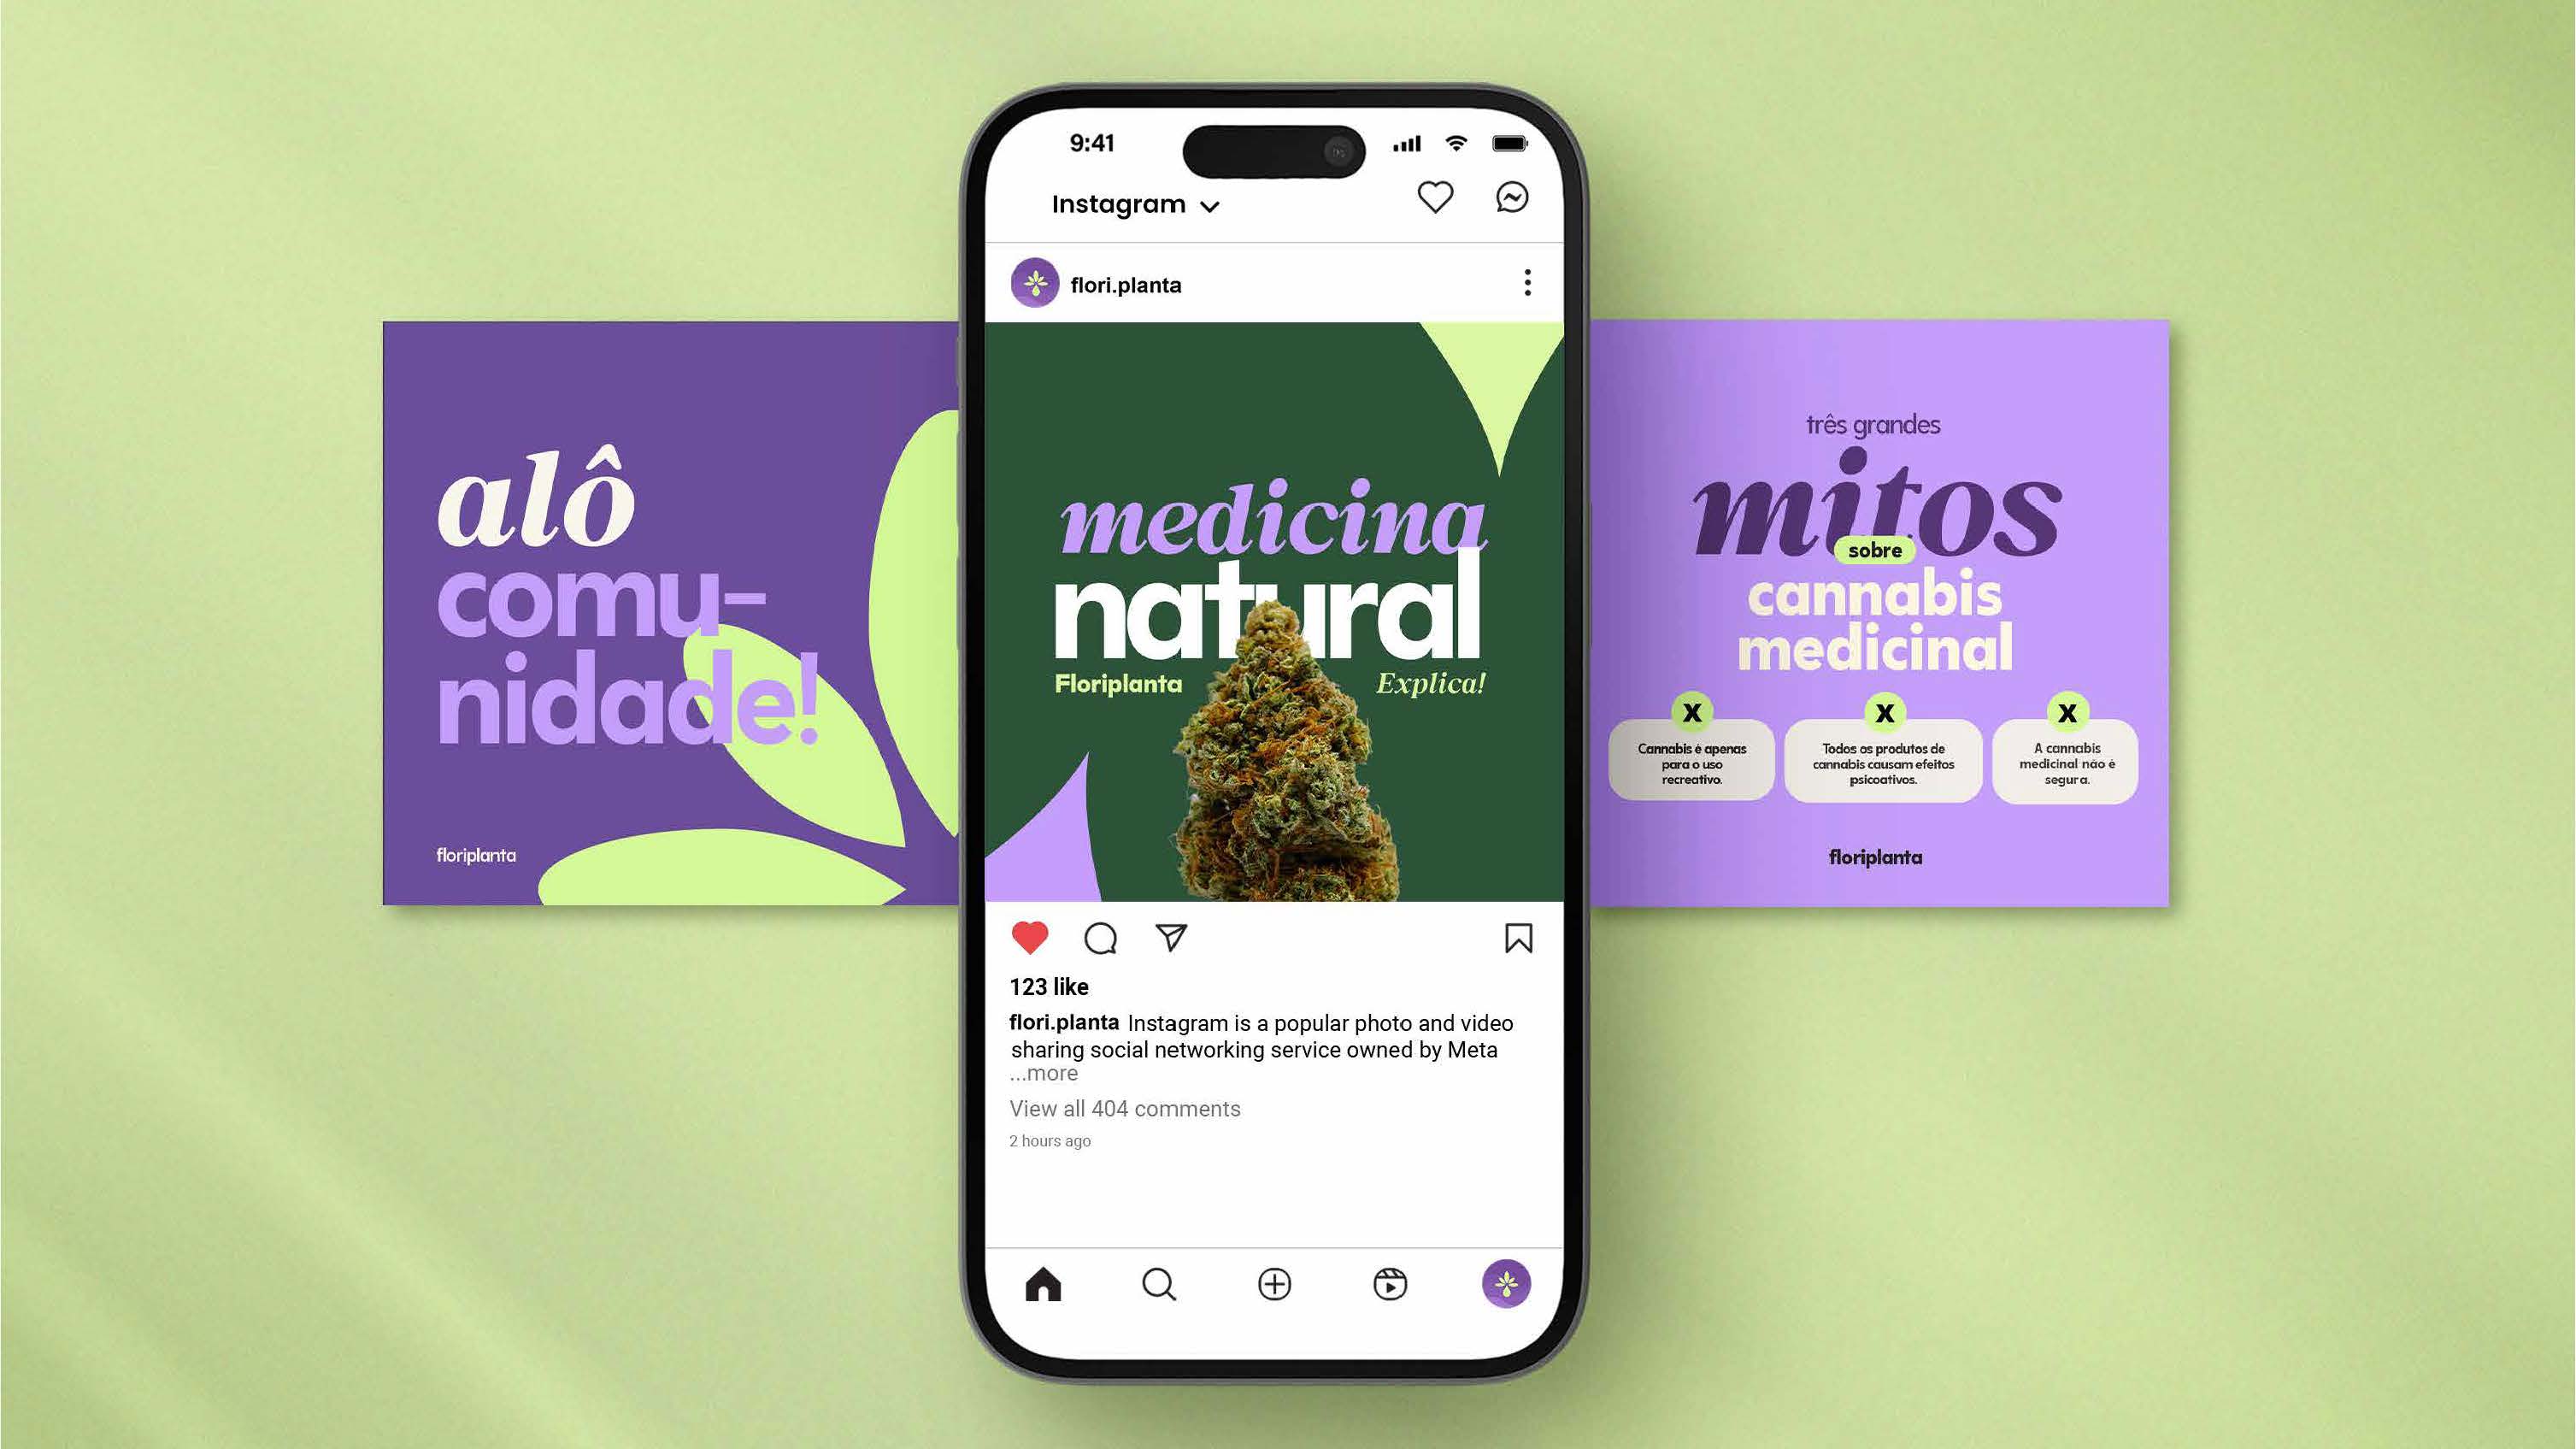 alô
comu-
nidade!
floriplanta
9:41
Instagram
flori.planta
medicina
natural
Floriplanta
Explica!
123 like
flori.planta Instagram is a popular photo and video
sharing social networking service owned by Meta
...more
View all 404 comments
2 hours ago
três grandes
mitos
sobre
cannabis
medicinal
X
Cannabis é apenas
para o uso
recreativo.
X
Todos os produtos de
cannabis causam efeitos
psicoativos.
X
A cannabis
medicinal não é
segura.
floriplanta